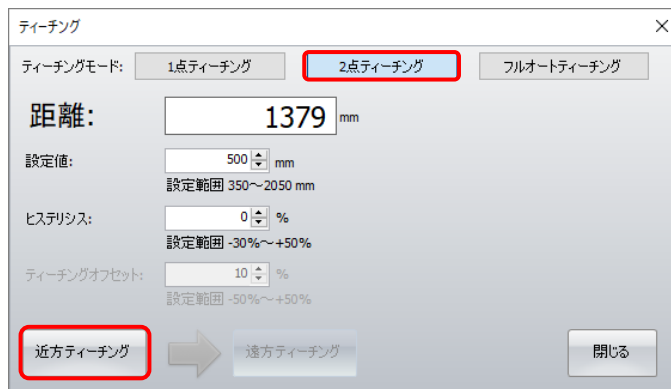 ティーチング
ティーチングモード: 1点ティーチング 2点ティーチング フルオートティーチング
距離: 1379 mm
設定値: 500 mm
設定範囲 350～2050 mm
ヒステリシス: 0 %
設定範囲 -30%～+50%
ティーチングオフセット: 10 %
設定範囲 -50%～+50%
近方ティーチング 遠方ティーチング 閉じる